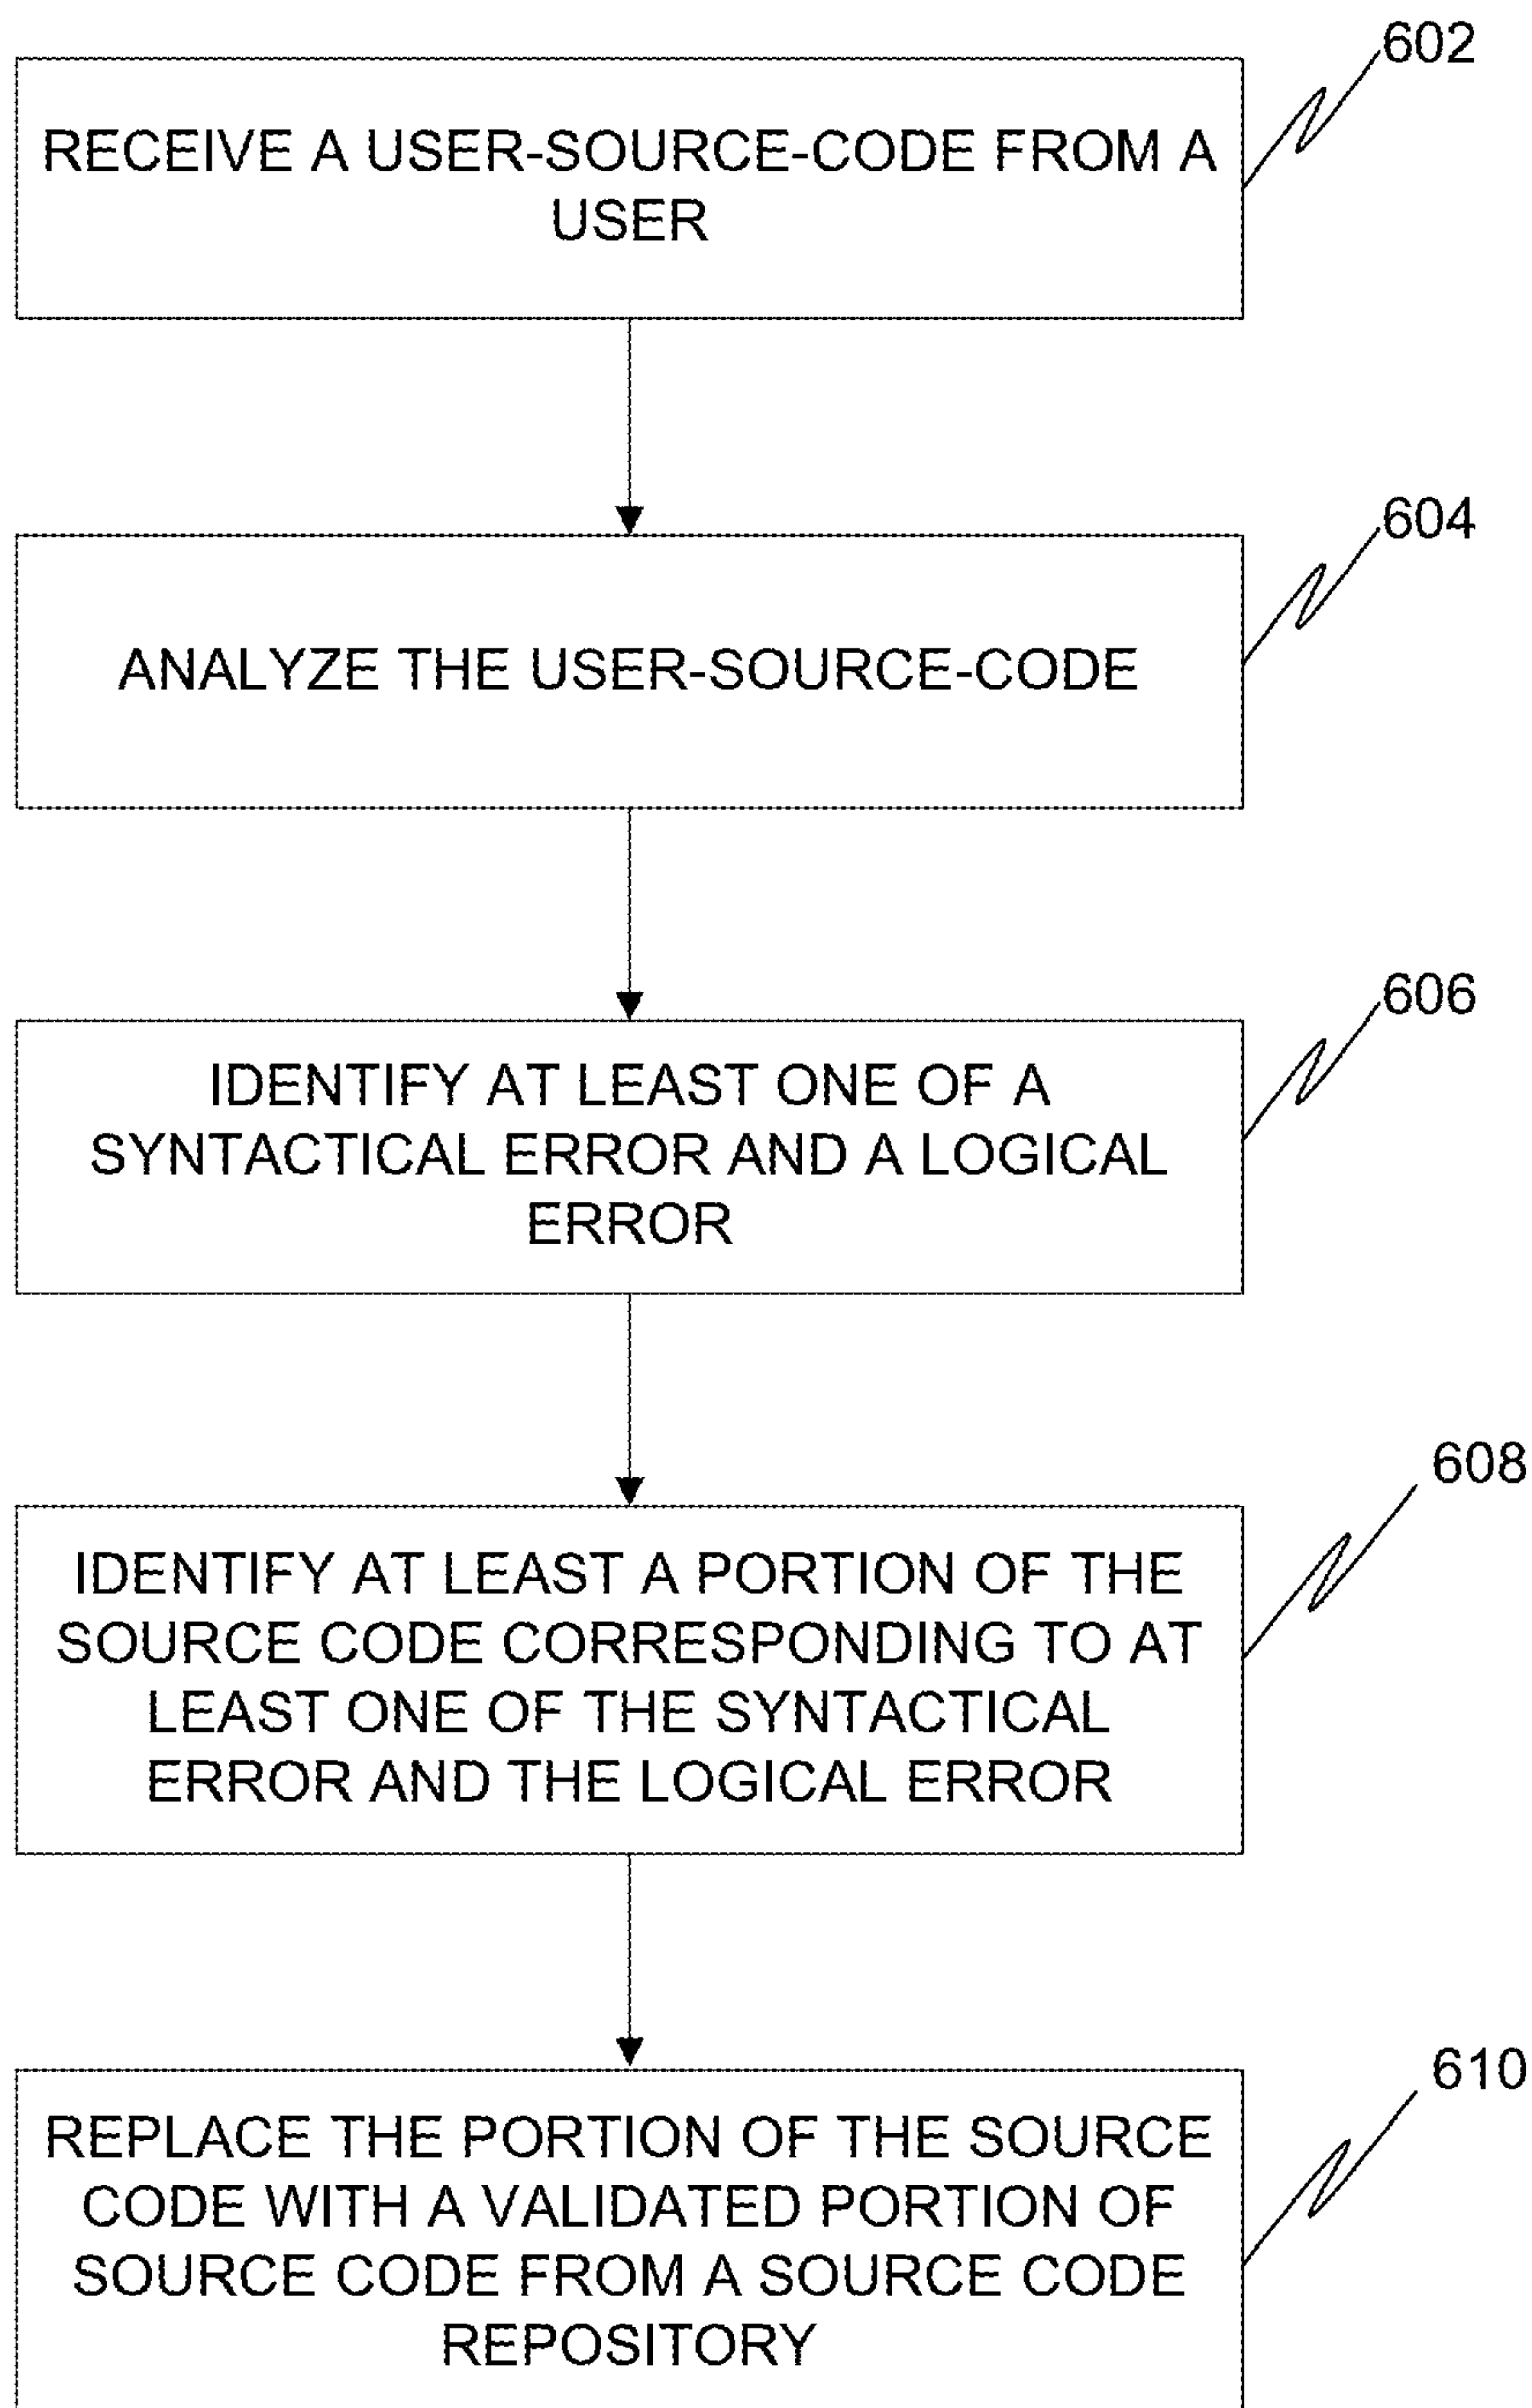 602
RECEIVE A USER-SOURCE-CODE FROM A
USER
604
ANALYZE THE USER-SOURCE-CODE
606
IDENTIFY AT LEAST ONE OF A
SYNTACTICAL ERROR AND A LOGICAL
ERROR
608
IDENTIFY AT LEAST A PORTION OF THE
SOURCE CODE CORRESPONDING TO AT
LEAST ONE OF THE SYNTACTICAL
ERROR AND THE LOGICAL ERROR
610
REPLACE THE PORTION OF THE SOURCE
CODE WITH A VALIDATED PORTION OF
SOURCE CODE FROM A SOURCE CODE
REPOSITORY